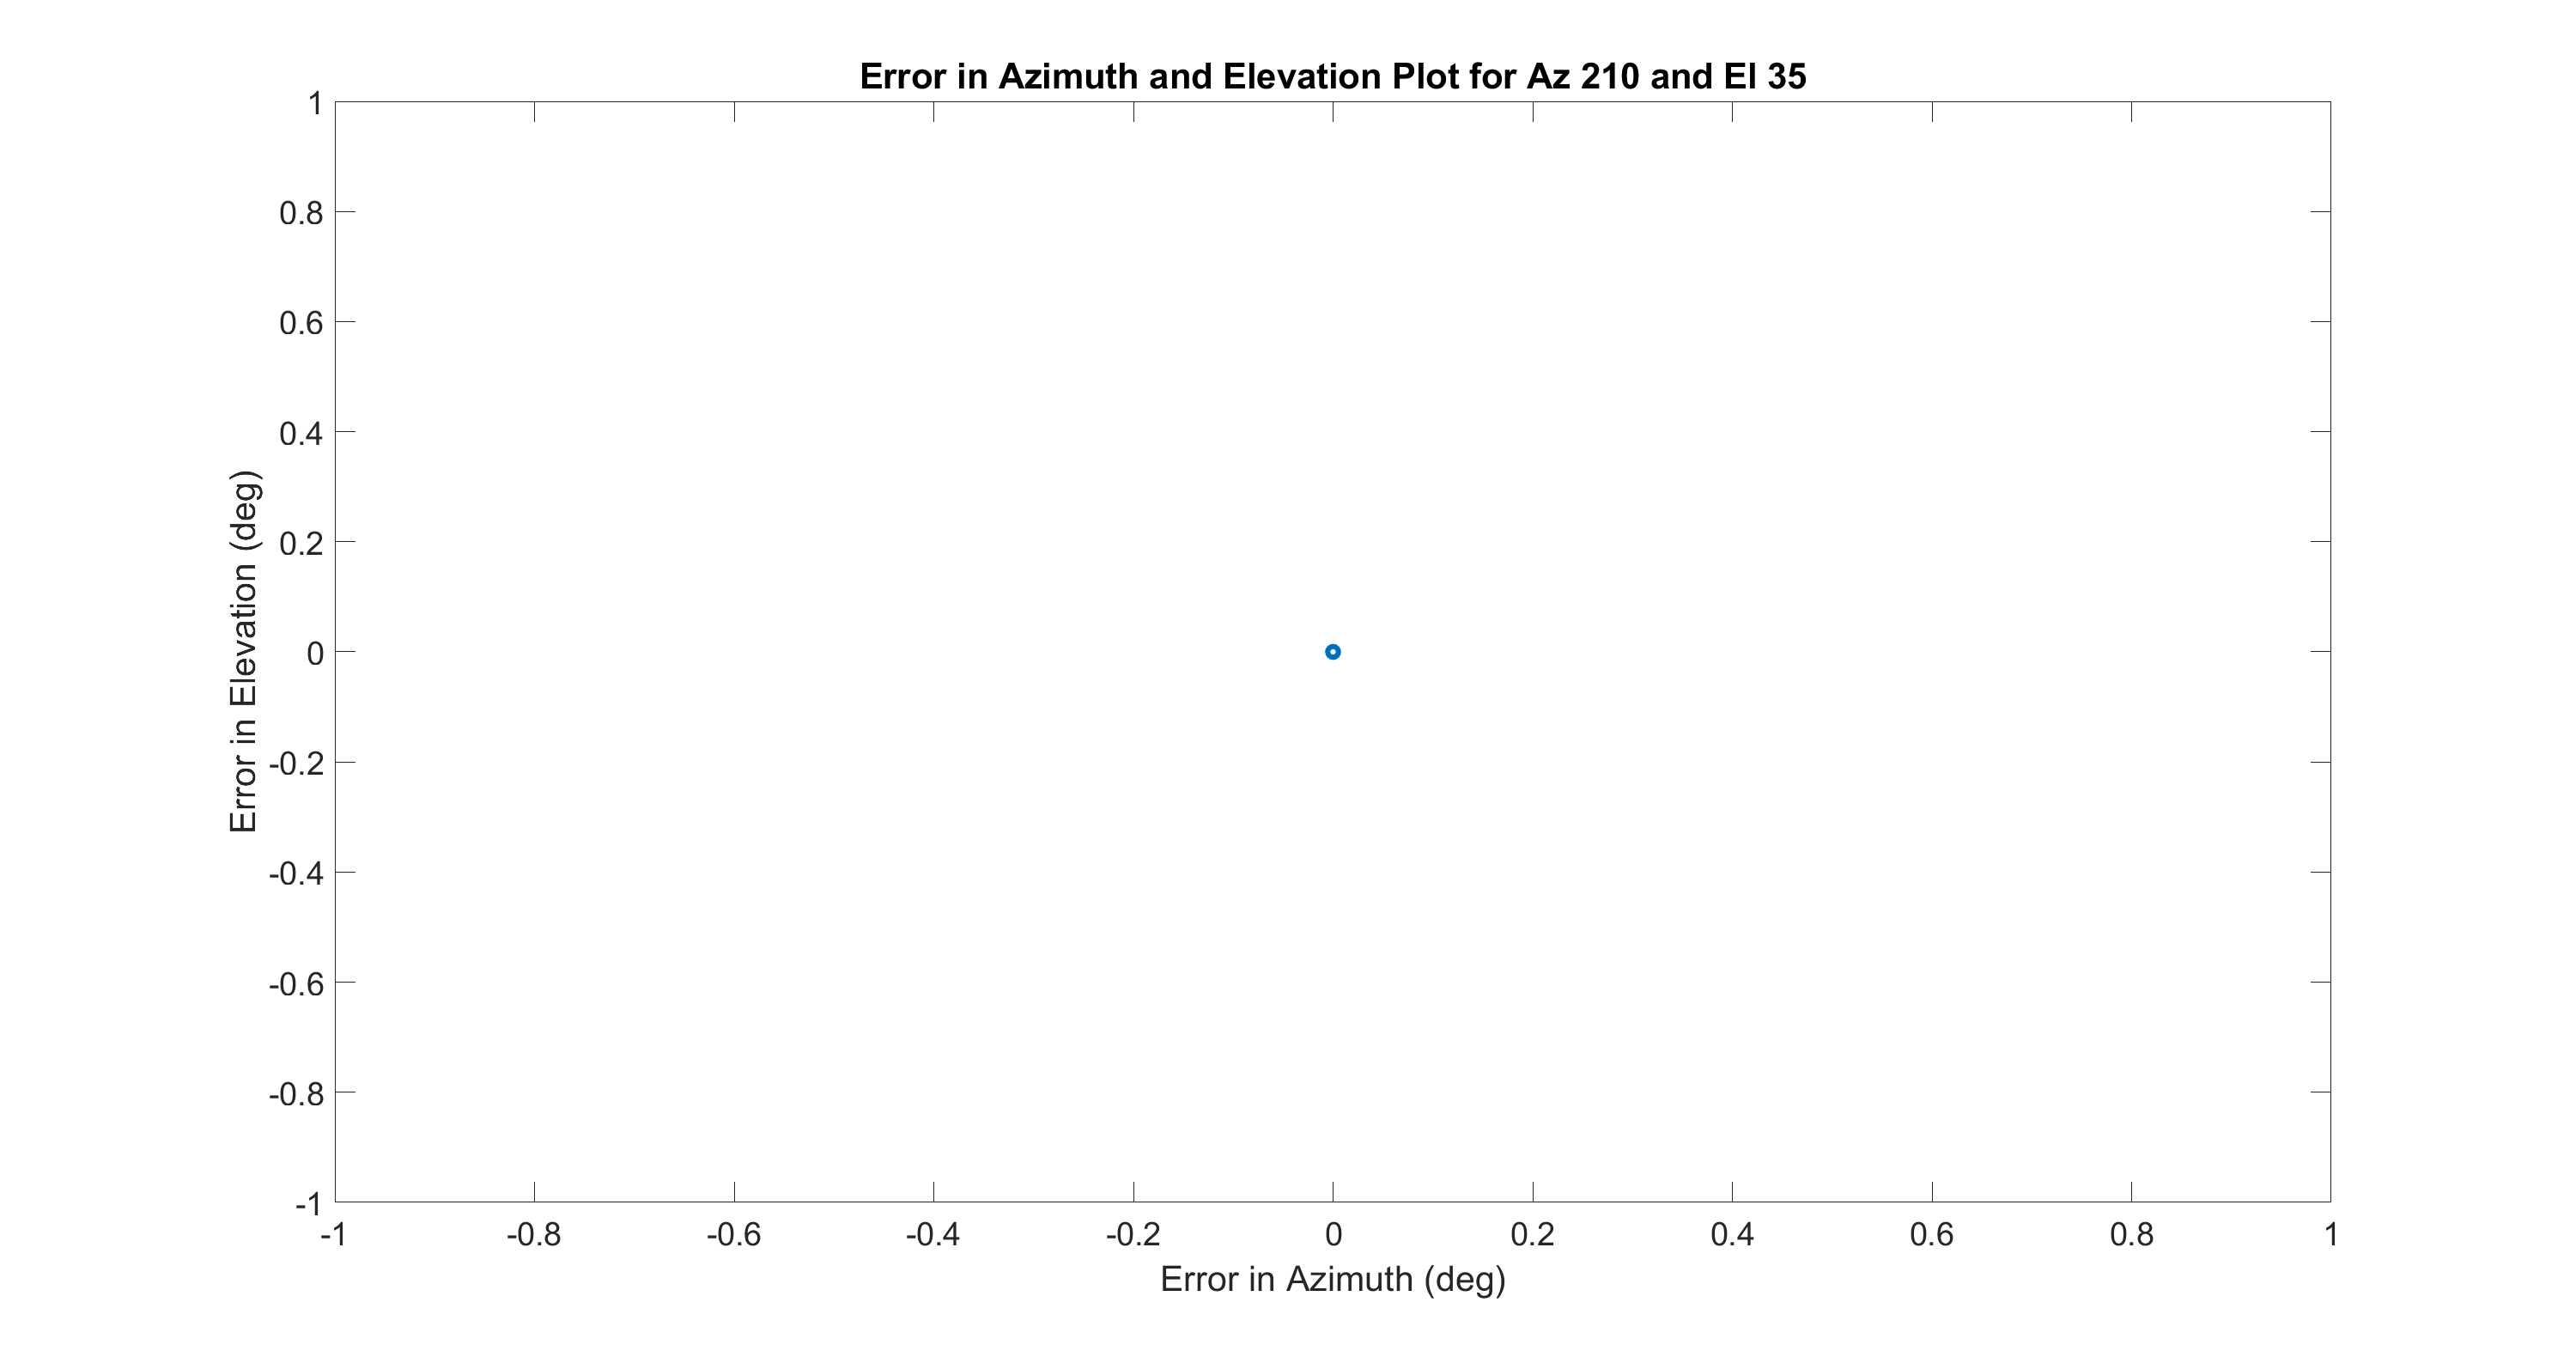 Error in Azimuth and Elevation Plot for Az 210 and El 35
1
0.8
0.6
0.4
0.2
0
-0.2
-0.4
-0.6
-0.8
-1
Error in Elevation (deg)
-1 -0.8 -0.6 -0.4 -0.2 0 0.2 0.4 0.6 0.8 1
Error in Azimuth (deg)